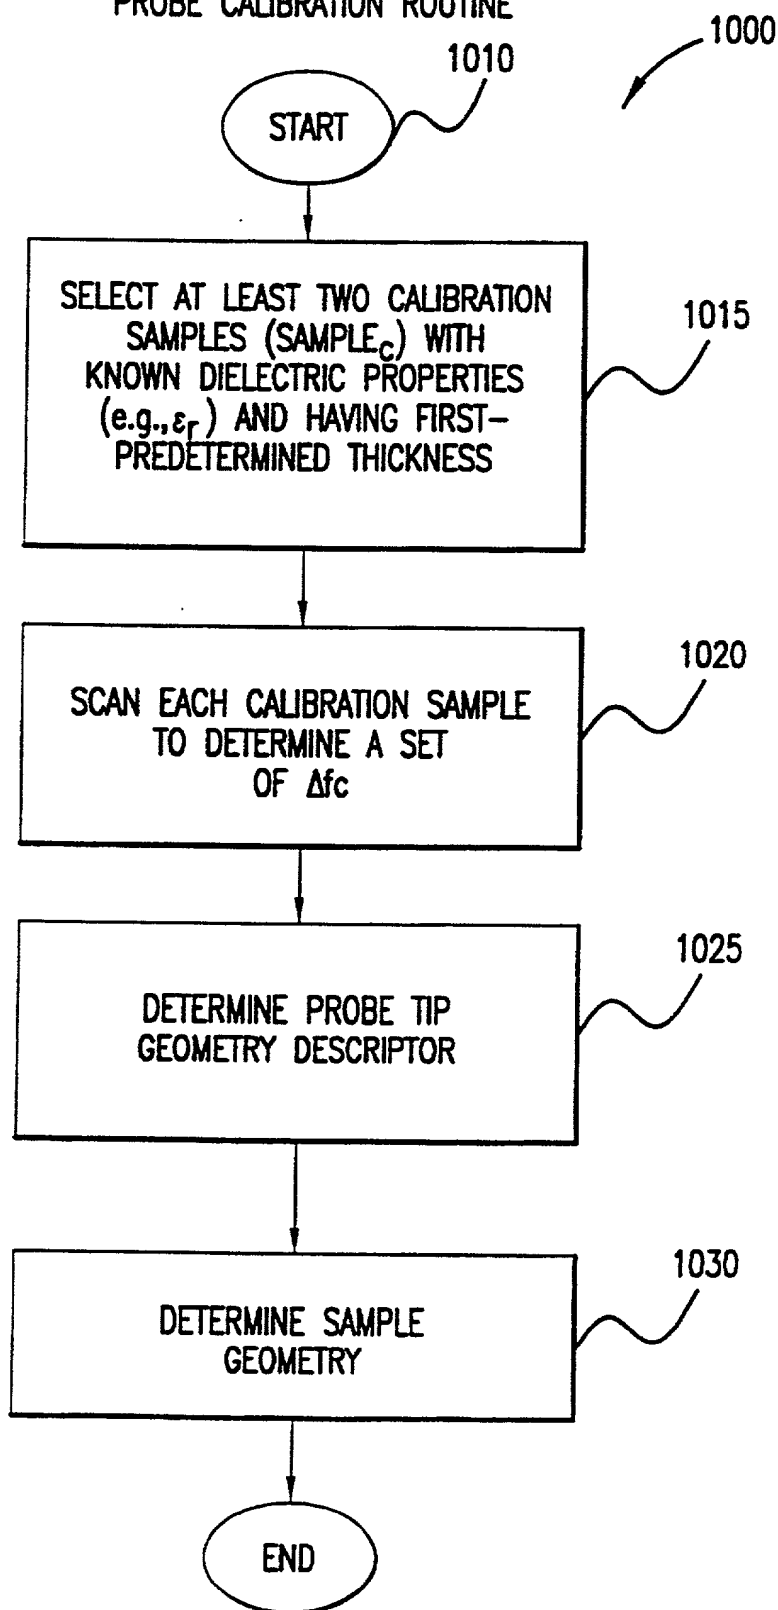 PROBE CALIBRATION ROUTINE
1000
1010
START
SELECT AT LEAST TWO CALIBRATION
SAMPLES (SAMPLEc) WITH
KNOWN DIELECTRIC PROPERTIES
(e.g.,εr) AND HAVING FIRST-
PREDETERMINED THICKNESS
1015
SCAN EACH CALIBRATION SAMPLE
TO DETERMINE A SET
OF Δfc
1020
DETERMINE PROBE TIP
GEOMETRY DESCRIPTOR
1025
DETERMINE SAMPLE
GEOMETRY
1030
END